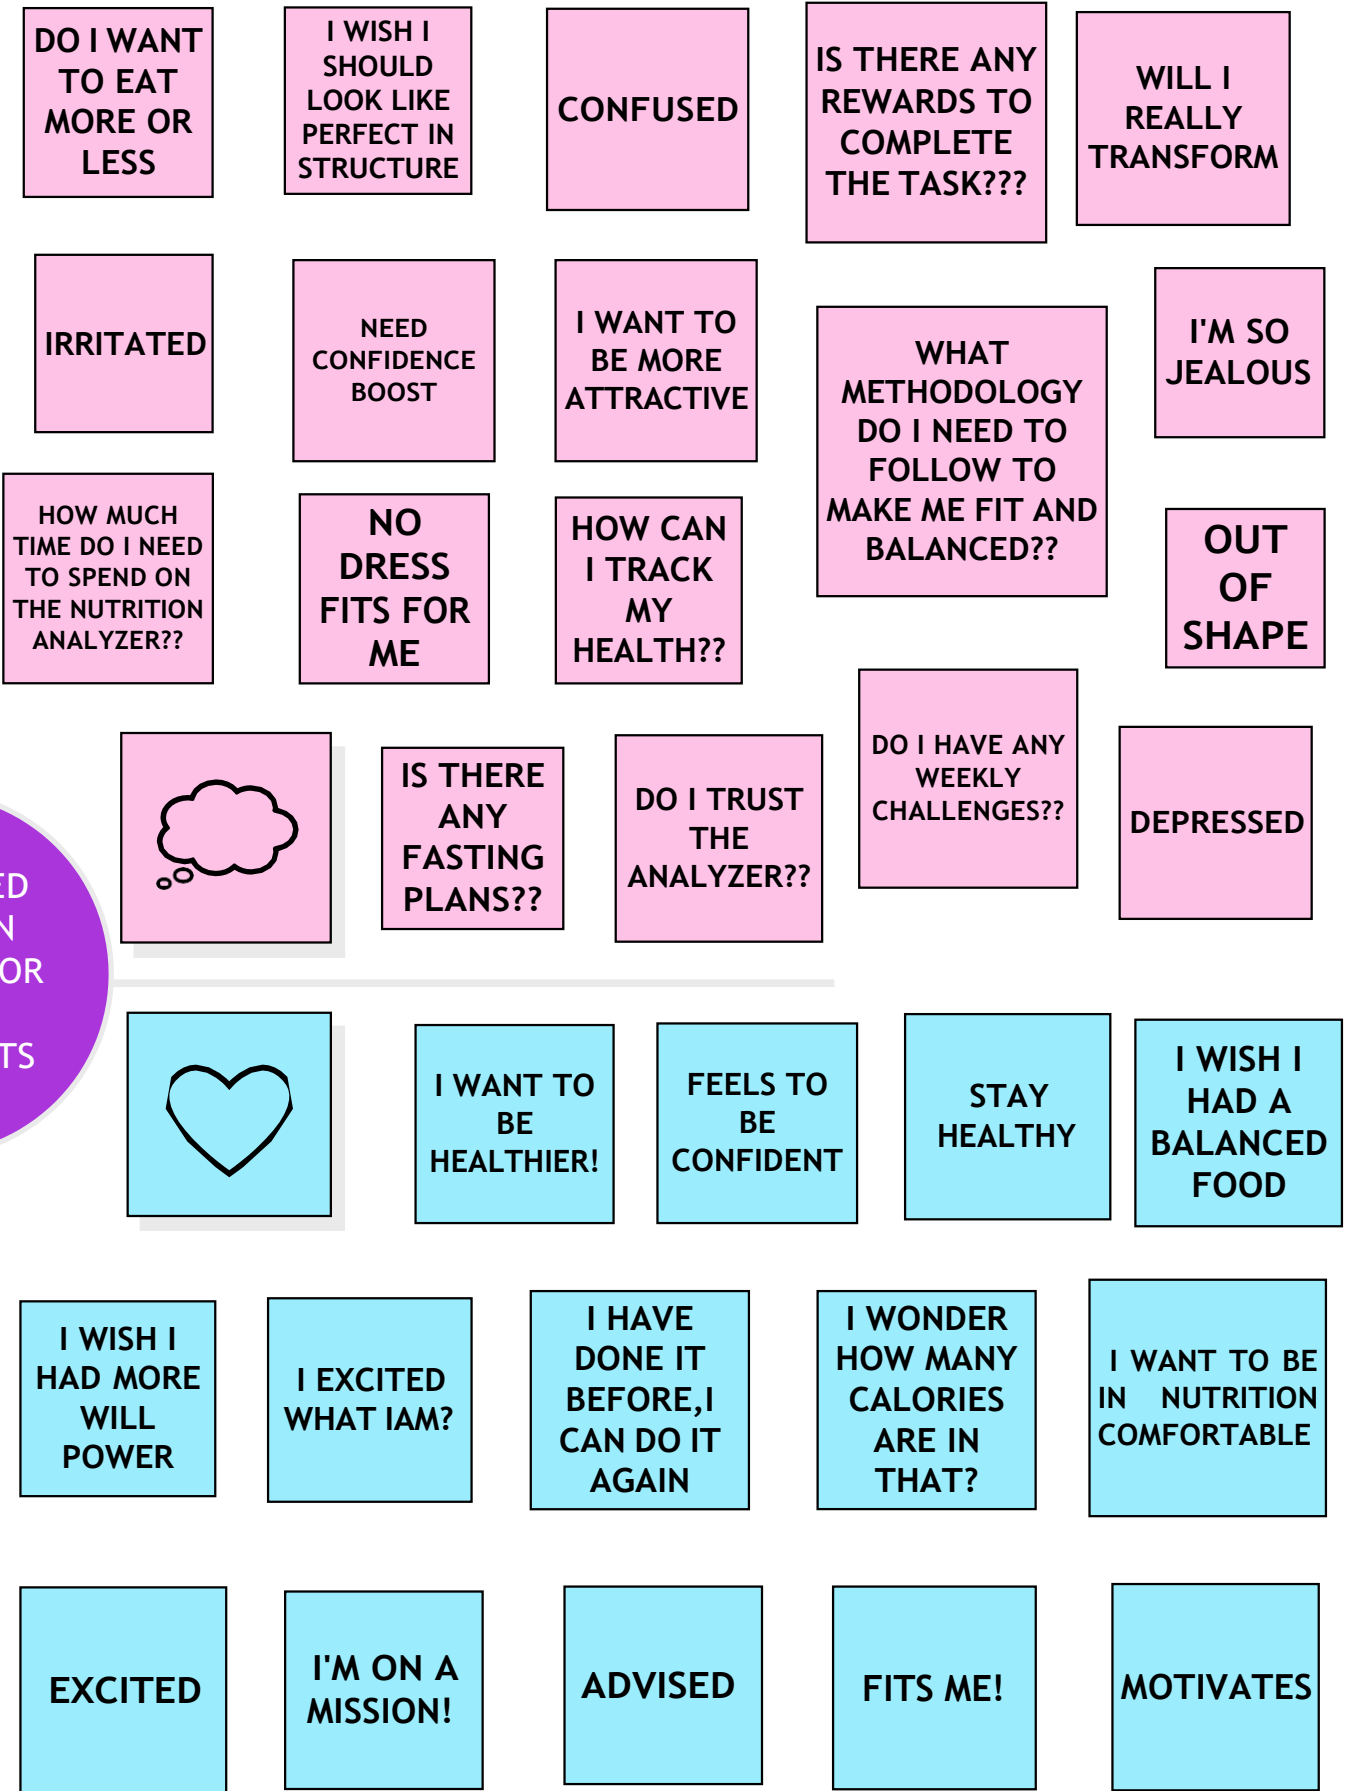 DO I WANT
TO EAT
MORE OR
LESS
I WISH I
SHOULD
LOOK LIKE
PERFECT IN
STRUCTURE
CONFUSED
IS THERE ANY
REWARDS TO
COMPLETE
THE TASK???
WILL I
REALLY
TRANSFORM
IRRITATED
NEED
CONFIDENCE
BOOST
I WANT TO
BE MORE
ATTRACTIVE
WHAT
METHODOLOGY
DO I NEED TO
FOLLOW TO
MAKE ME FIT AND
BALANCED??
I'M SO
JEALOUS
HOW MUCH
TIME DO I NEED
TO SPEND ON
THE NUTRITION
ANALYZER??
NO
DRESS
FITS FOR
ME
HOW CAN
I TRACK
MY
HEALTH??
OUT
OF
SHAPE
IS THERE
ANY
FASTING
PLANS??
DO I TRUST
THE
ANALYZER??
DO I HAVE ANY
WEEKLY
CHALLENGES??
DEPRESSED
ED
N
OR
TS
I WANT TO
BE
HEALTHIER!
FEELS TO
BE
CONFIDENT
STAY
HEALTHY
I WISH I
HAD A
BALANCED
FOOD
I WISH I
HAD MORE
WILL
POWER
I EXCITED
WHAT IAM?
I HAVE
DONE IT
BEFORE,I
CAN DO IT
AGAIN
I WONDER
HOW MANY
CALORIES
ARE IN
THAT?
I WANT TO BE
IN NUTRITION
COMFORTABLE
EXCITED
I'M ON A
MISSION!
ADVISED
FITS ME!
MOTIVATES